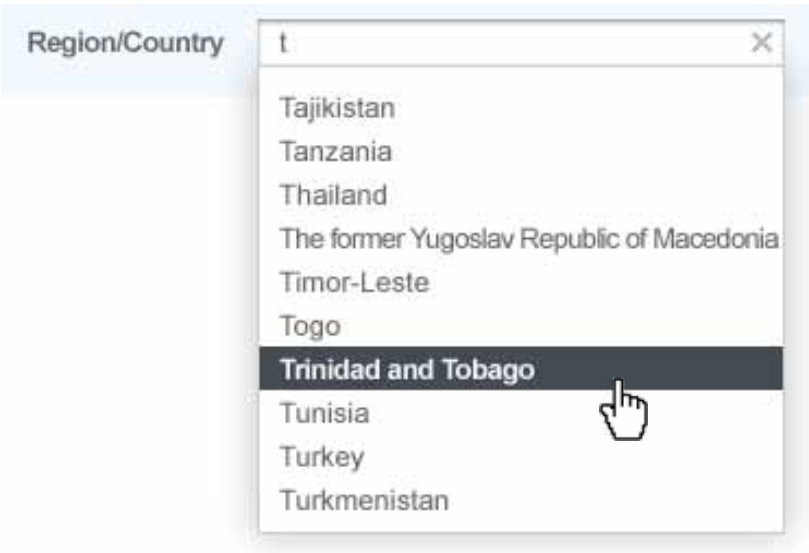 Region/Country t
Tajikistan
Tanzania
Thailand
The former Yugoslav Republic of Macedonia
Timor-Leste
Togo
Trinidad and Tobago
Tunisia
Turkey
Turkmenistan